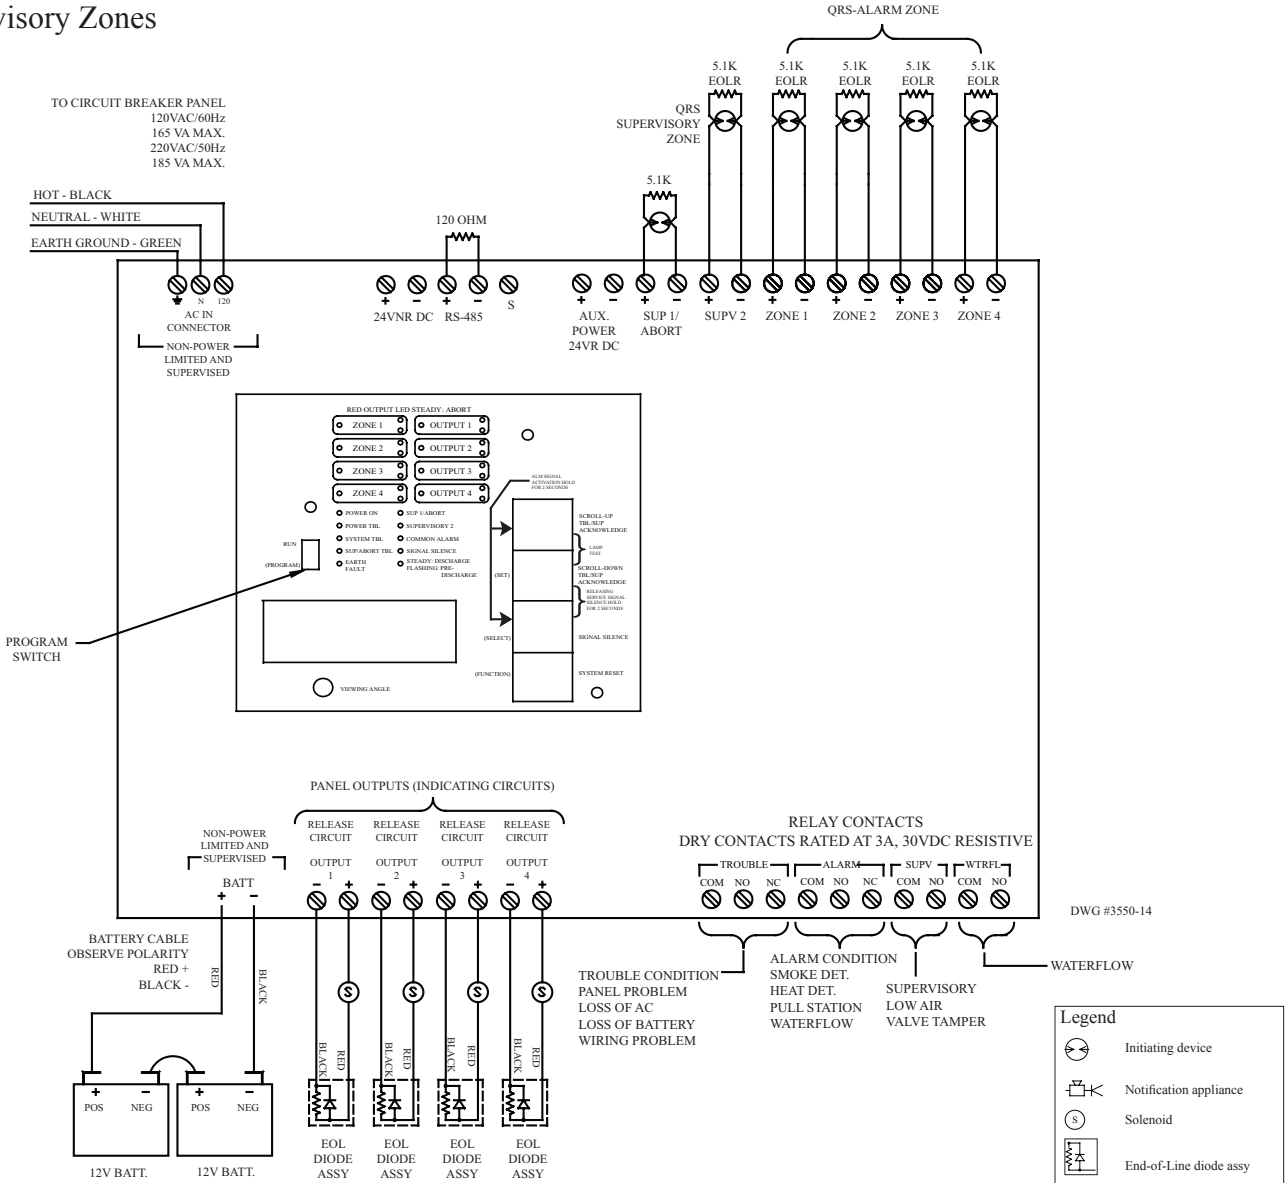 visory Zones
QRS-ALARM ZONE
5.1K
EOLR
5.1K
EOLR
5.1K
EOLR
5.1K
EOLR
5.1K
EOLR
QRS
SUPERVISORY
ZONE
TO CIRCUIT BREAKER PANEL
120VAC/60Hz
165 VA MAX.
220VAC/50Hz
185 VA MAX.
5.1K
HOT - BLACK
NEUTRAL - WHITE
EARTH GROUND - GREEN
120 OHM
N 120
AC IN
CONNECTOR
NON-POWER
LIMITED AND
SUPERVISED
+ -
24VNR DC
+ -
RS-485
S
+ -
AUX.
POWER
24VR DC
+ -
SUP 1/
ABORT
+ -
SUPV 2
+ -
ZONE 1
+ -
ZONE 2
+ -
ZONE 3
+ -
ZONE 4
RED OUTPUT LED STEADY: ABORT
ZONE 1 OUTPUT 1
ZONE 2 OUTPUT 2
ZONE 3 OUTPUT 3
ZONE 4 OUTPUT 4
POWER ON SUP 1/ABORT
POWER TBL SUPERVISORY 2
SYSTEM TBL COMMON ALARM
SUP/ABORT TBL SIGNAL SILENCE
EARTH
FAULT
STEADY: DISCHARGE
FLASHING: PRE-
DISCHARGE
RUN
(PROGRAM)
ALM SIGNAL
ACTIVATION HOLD
FOR 2 SECONDS
SCROLL-UP
TBL/SUP
ACKNOWLEDGE
LAMP
TEST
(SET)
SCROLL-DOWN
TBL/SUP
ACKNOWLEDGE
RELEASING
SERVICE SIGNAL
SILENCE HOLD
FOR 2 SECONDS
(SELECT)
SIGNAL SILENCE
(FUNCTION)
SYSTEM RESET
VIEWING ANGLE
PROGRAM
SWITCH
PANEL OUTPUTS (INDICATING CIRCUITS)
RELEASE
CIRCUIT
OUTPUT
1
- +
RELEASE
CIRCUIT
OUTPUT
2
- +
RELEASE
CIRCUIT
OUTPUT
3
- +
RELEASE
CIRCUIT
OUTPUT
4
- +
NON-POWER
LIMITED AND
SUPERVISED
BATT
+ -
RELAY CONTACTS
DRY CONTACTS RATED AT 3A, 30VDC RESISTIVE
TROUBLE
COM NO NC
ALARM
COM NO NC
SUPV
COM NO
WTRFL
COM NO
DWG #3550-14
BATTERY CABLE
OBSERVE POLARITY
RED +
BLACK -
RED
BLACK
S
S
S
S
BLACK
RED
BLACK
RED
BLACK
RED
BLACK
RED
TROUBLE CONDITION
PANEL PROBLEM
LOSS OF AC
LOSS OF BATTERY
WIRING PROBLEM
ALARM CONDITION
SMOKE DET.
HEAT DET.
PULL STATION
WATERFLOW
SUPERVISORY
LOW AIR
VALVE TAMPER
WATERFLOW
+ -
POS NEG
12V BATT.
+ -
POS NEG
12V BATT.
EOL
DIODE
ASSY
EOL
DIODE
ASSY
EOL
DIODE
ASSY
EOL
DIODE
ASSY
Legend
Initiating device
Notification appliance
S Solenoid
End-of-Line diode assy